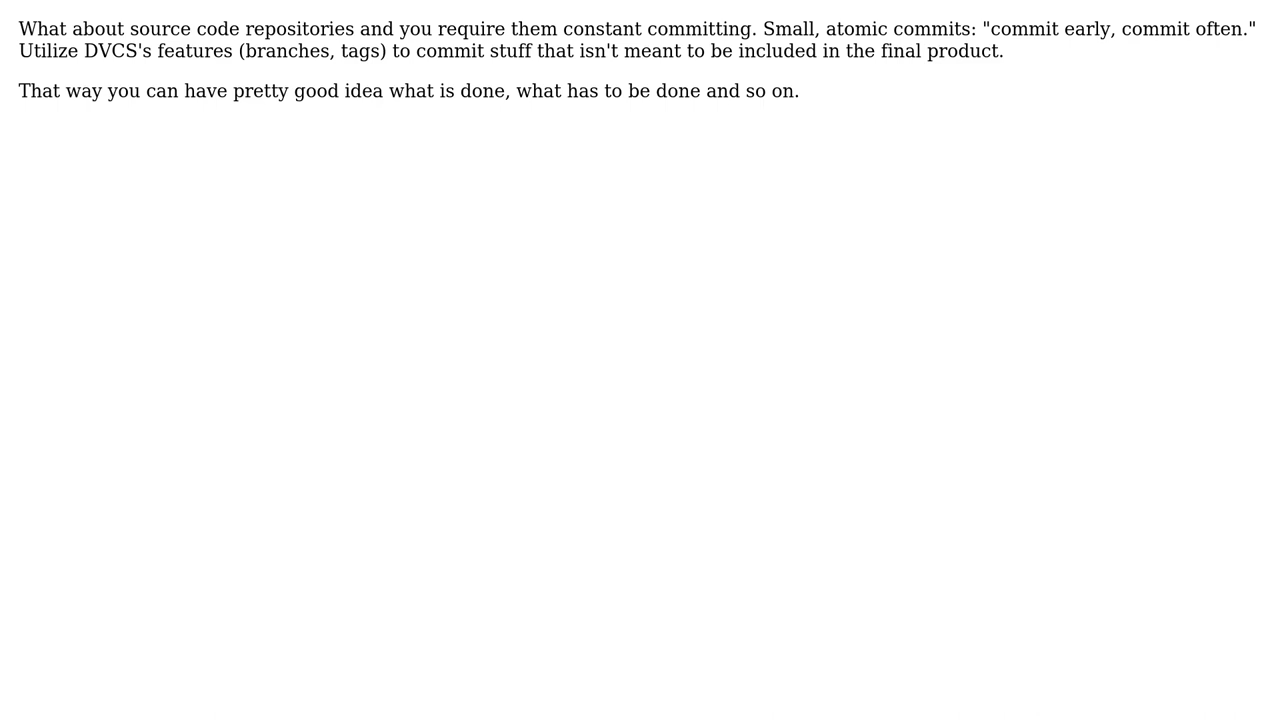 What about source code repositories and you require them constant committing. Small, atomic commits: "commit early, commit often."
Utilize DVCS's features (branches, tags) to commit stuff that isn't meant to be included in the final product.
That way you can have pretty good idea what is done, what has to be done and so on.